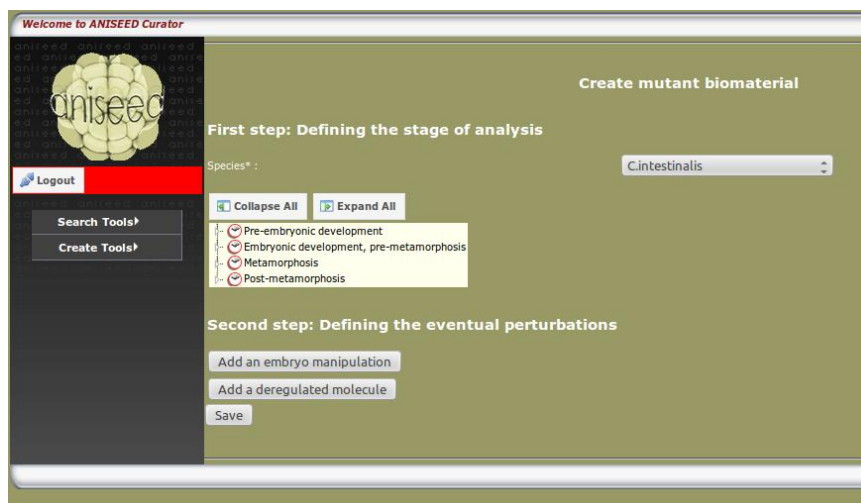 Welcome to ANISEED Curator
aniseed
Create mutant biomaterial
First step: Defining the stage of analysis
Species* :
C.intestinalis
Logout
Collapse All
Expand All
Search Tools
Create Tools
Pre-embryonic development
Embryonic development, pre-metamorphosis
Metamorphosis
Post-metamorphosis
Second step: Defining the eventual perturbations
Add an embryo manipulation
Add a deregulated molecule
Save